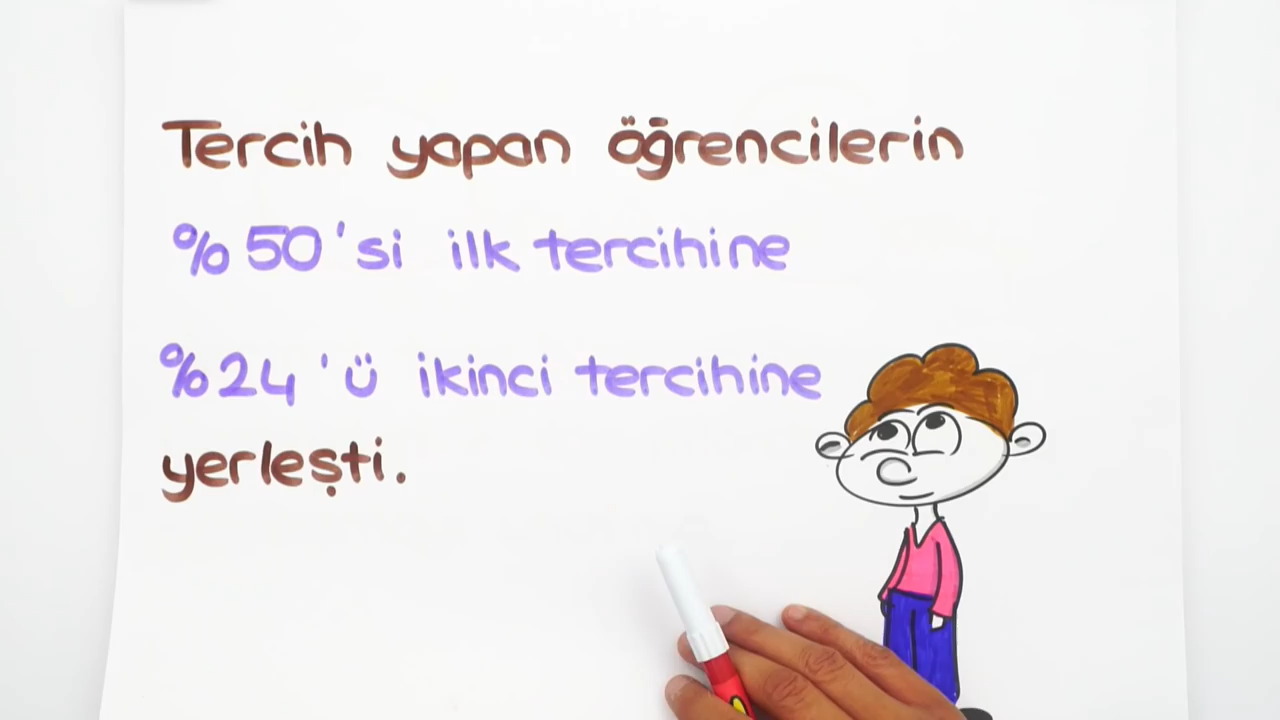 Tercih yapan öğrencilerin
%50'si ilk tercihine
%24'ü ikinci tercihine
yerleşti.